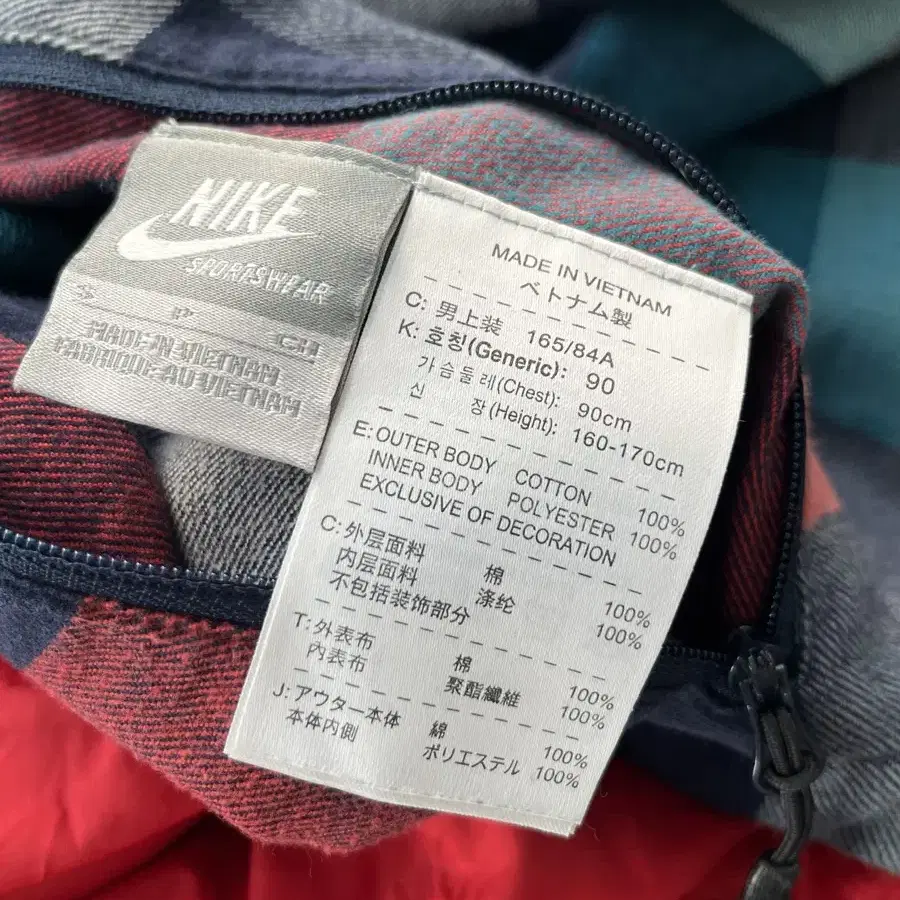 NIKE
SPORTSWEAR
S P CH
MADE IN VIETNAM
FABRIQUE AU VIETNAM
MADE IN VIETNAM
ベトナム製
C: 男上装 165/84A
K: 호칭(Generic): 90
가슴둘레(Chest): 90cm
신 장(Height): 160-170cm
E: OUTER BODY COTTON 100%
INNER BODY POLYESTER 100%
EXCLUSIVE OF DECORATION
C: 外层面料 棉 100%
内层面料 涤纶 100%
不包括装饰部分
T: 外表布 棉 100%
内表布 聚酯纖維 100%
J: アウター本体 綿 100%
本体内側 ポリエステル 100%